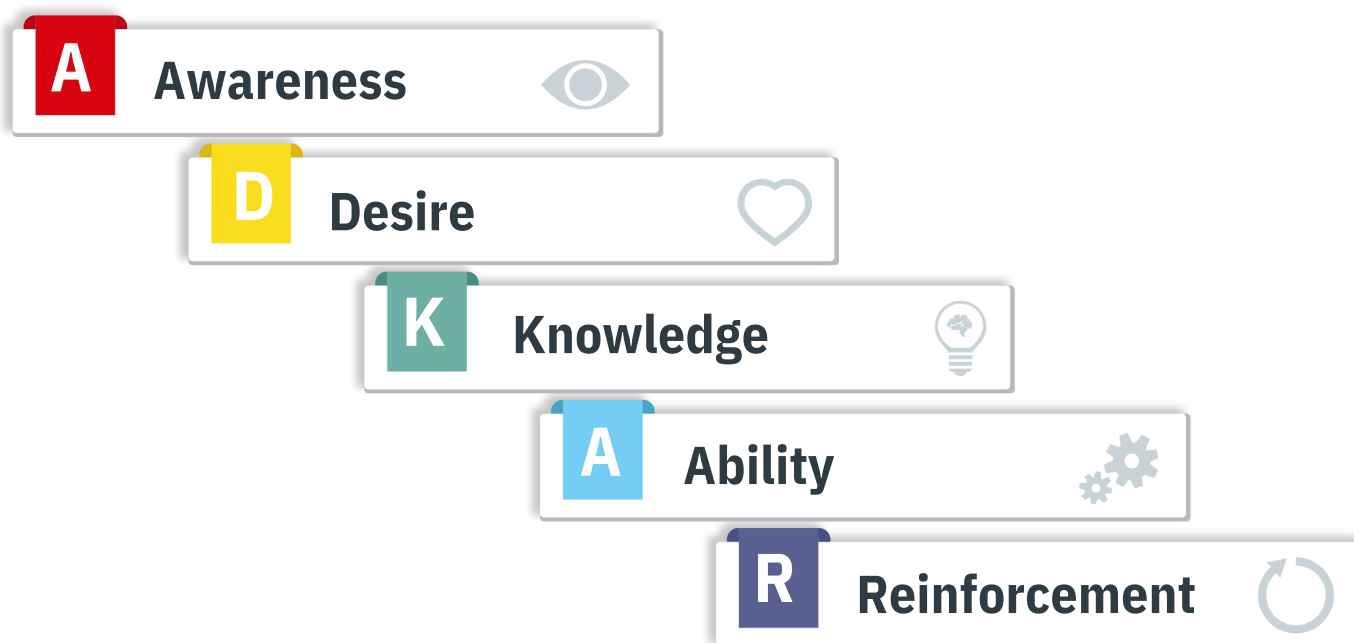 A Awareness
D Desire
K Knowledge
A Ability
R Reinforcement